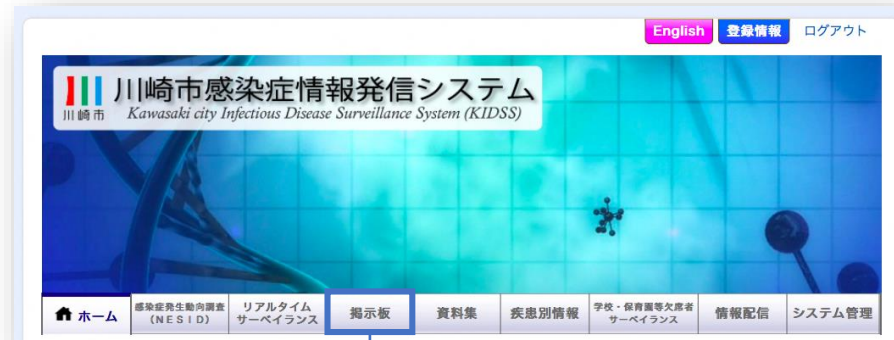 English 登録情報 ログアウト
川崎市感染症情報発信システム
川崎市 Kawasaki city Infectious Disease Surveillance System (KIDSS)
ホーム
感染症発生動向調査
(NESID)
リアルタイム
サーベイランス
掲示板
資料集
疾患別情報
学校・保育園等欠席者
サーベイランス
情報配信
システム管理